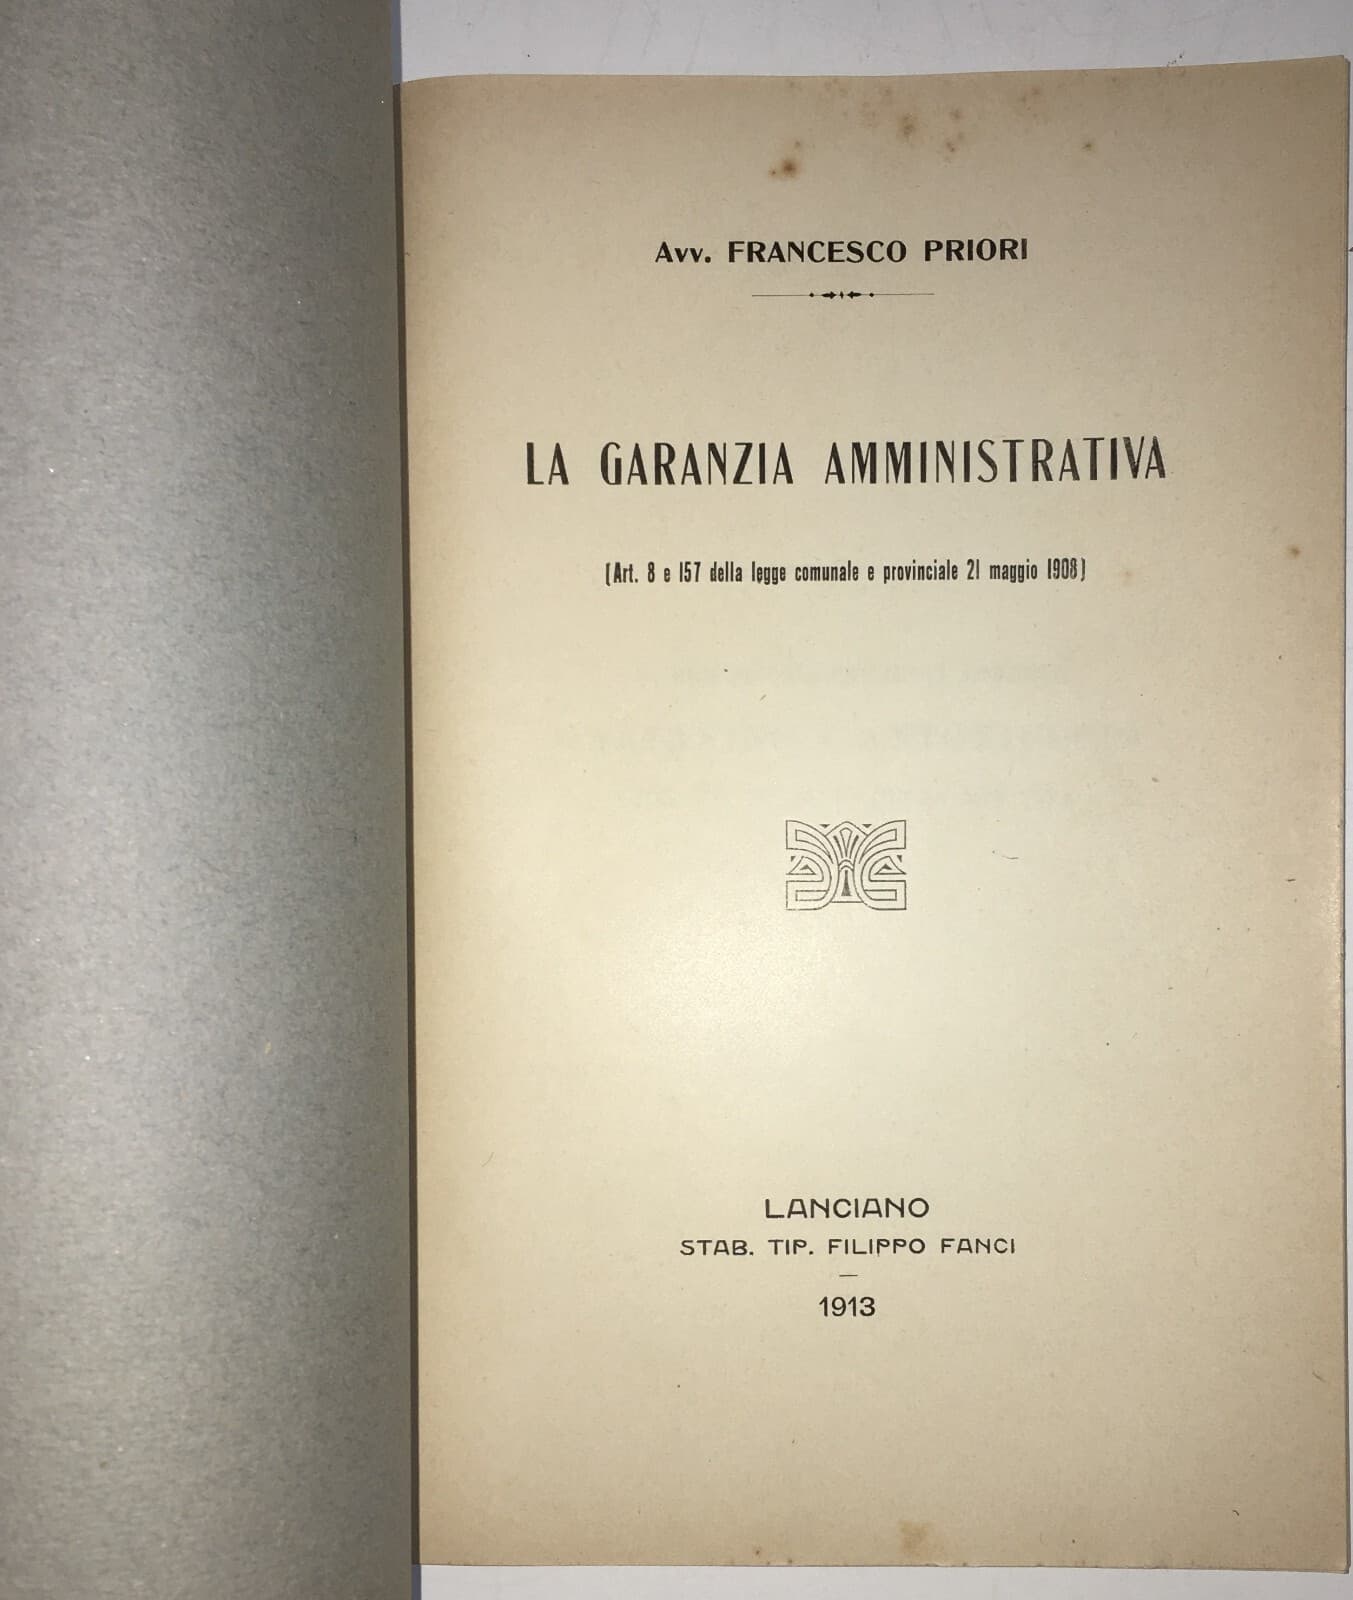 Avv. FRANCESCO PRIORI
LA GARANZIA AMMINISTRATIVA
(Art. 8 e 157 della legge comunale e provinciale 21 maggio 1908)
LANCIANO
STAB. TIP. FILIPPO FANCI
1913